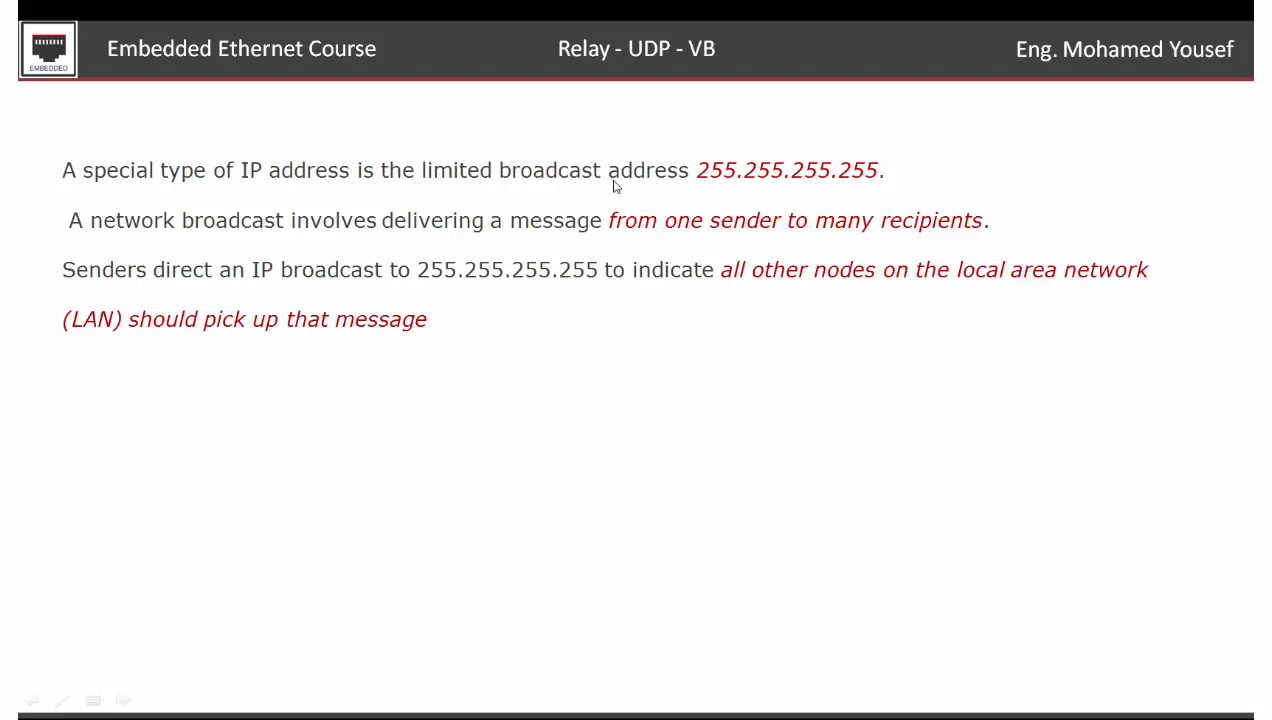 EMBEDDED
Embedded Ethernet Course
Relay - UDP - VB
Eng. Mohamed Yousef
A special type of IP address is the limited broadcast address 255.255.255.255.
A network broadcast involves delivering a message from one sender to many recipients.
Senders direct an IP broadcast to 255.255.255.255 to indicate all other nodes on the local area network
(LAN) should pick up that message